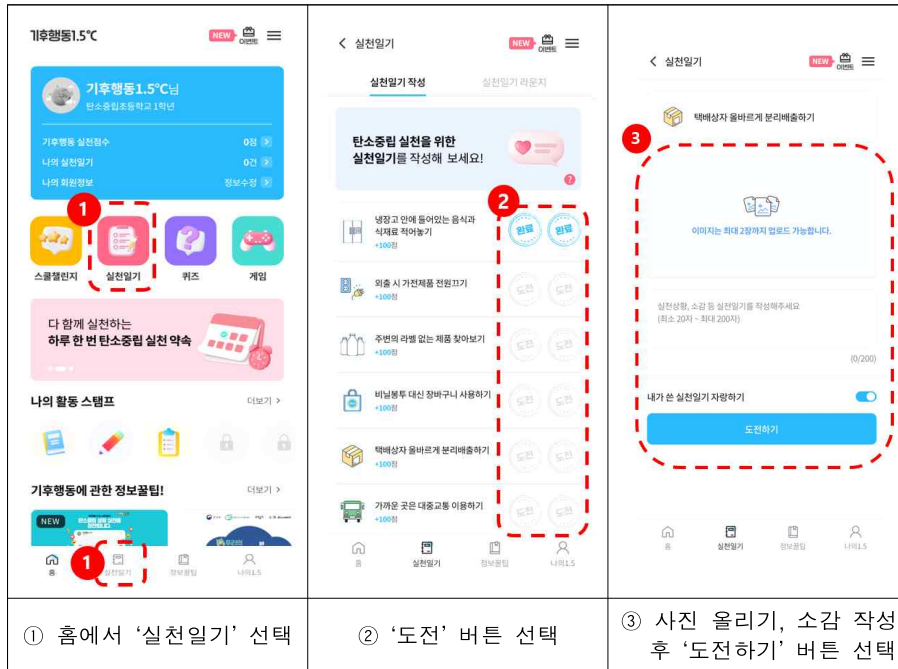 기후행동1.5℃
NEW
이벤트
기후행동1.5℃님
탄소중립초등학교 1학년
기후행동 실천점수
0점
나의 실천일기
0건
나의 회원정보
정보수정
1
스쿨챌린지
실천일기
퀴즈
게임
다 함께 실천하는
하루 한 번 탄소중립 실천 약속
나의 활동 스탬프
더보기
기후행동에 관한 정보꿀팁!
더보기
NEW
1
홈
실천일기
정보꿀팁
나의1.5
① 홈에서 ‘실천일기’ 선택
실천일기
NEW
이벤트
실천일기 작성
실천일기 라운지
탄소중립 실천을 위한
실천일기를 작성해 보세요!
?
2
냉장고 안에 들어있는 음식과
식재료 적어놓기
+100점
완료
완료
외출 시 가전제품 전원끄기
+100점
도전
도전
주변의 라벨 없는 제품 찾아보기
+100점
도전
도전
비닐봉투 대신 장바구니 사용하기
+100점
도전
도전
택배상자 올바르게 분리배출하기
+100점
도전
도전
가까운 곳은 대중교통 이용하기
+100점
도전
도전
홈
실천일기
정보꿀팁
나의1.5
② ‘도전’ 버튼 선택
실천일기
NEW
이벤트
택배상자 올바르게 분리배출하기
3
이미지는 최대 2장까지 업로드 가능합니다.
실천상황, 소감 등 실천일기를 작성해주세요
(최소 20자 ~ 최대 200자)
(0/200)
내가 쓴 실천일기 자랑하기
도전하기
홈
실천일기
정보꿀팁
나의1.5
③ 사진 올리기, 소감 작성
후 ‘도전하기’ 버튼 선택